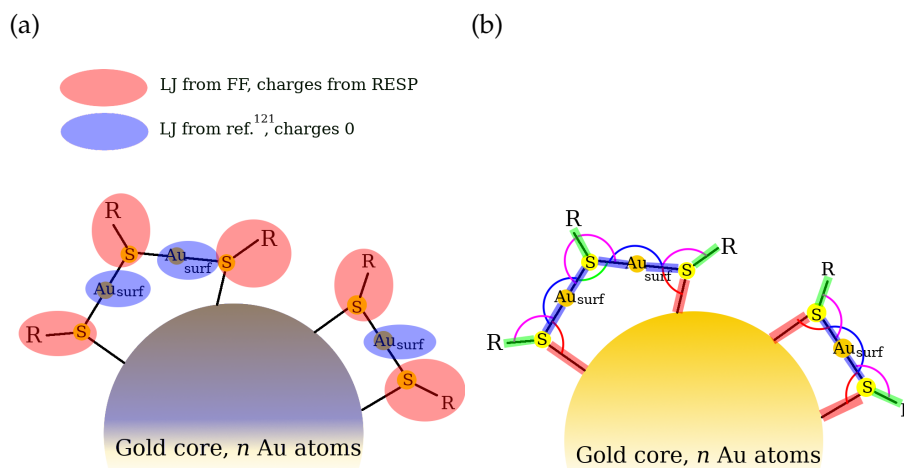 (a)
(b)
LJ from FF, charges from RESP
LJ from ref.¹²¹, charges 0
R
S
Au surf
S
R
Au surf
R
S
R
S
Au surf
S
R
Gold core, n Au atoms
R
S
Au surf
S
R
Au surf
R
S
R
S
Au surf
S
Gold core, n Au atoms